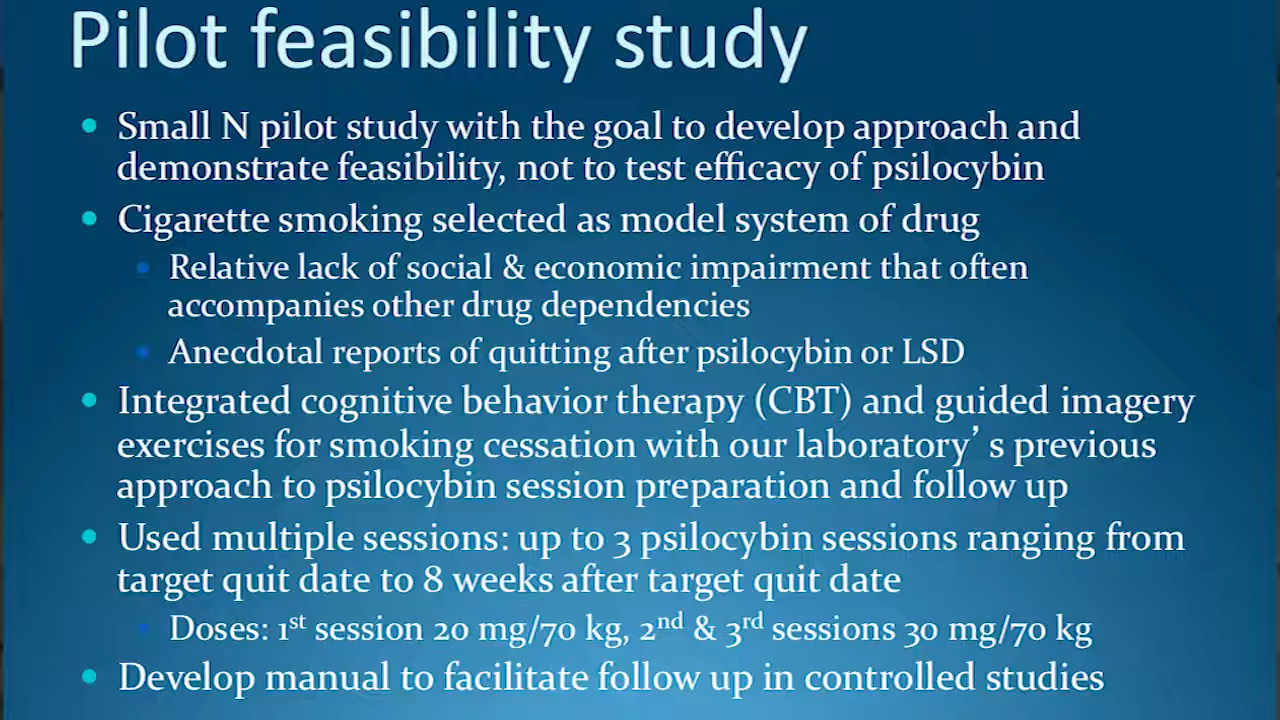 Pilot feasibility study
• Small N pilot study with the goal to develop approach and
demonstrate feasibility, not to test efficacy of psilocybin
• Cigarette smoking selected as model system of drug
• Relative lack of social & economic impairment that often
accompanies other drug dependencies
• Anecdotal reports of quitting after psilocybin or LSD
• Integrated cognitive behavior therapy (CBT) and guided imagery
exercises for smoking cessation with our laboratory’ s previous
approach to psilocybin session preparation and follow up
• Used multiple sessions: up to 3 psilocybin sessions ranging from
target quit date to 8 weeks after target quit date
• Doses: 1st session 20 mg/70 kg, 2nd & 3rd sessions 30 mg/70 kg
• Develop manual to facilitate follow up in controlled studies